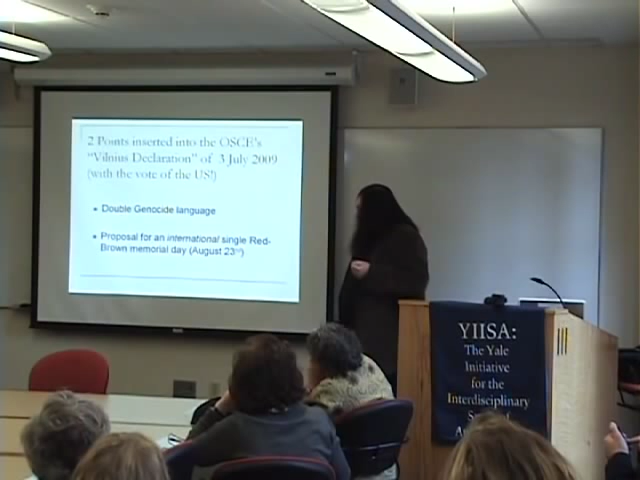 2 Points inserted into the OSCE's
"Vilnius Declaration" of 3 July 2009
(with the vote of the US!)
Double Genocide language
Proposal for an international single Red-
Brown memorial day (August 23rd)
YIISA:
The Yale
Initiative
for the
Interdisciplinary